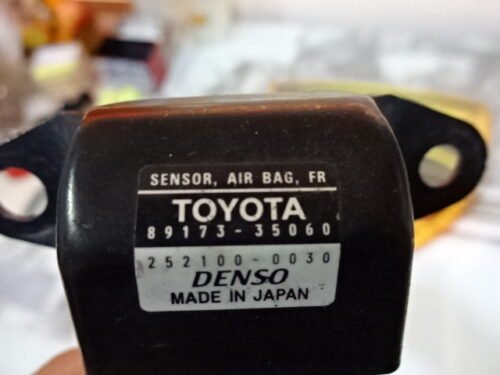 SENSOR, AIR BAG, FR
TOYOTA
89173-35060
252100-0030
DENSO
MADE IN JAPAN